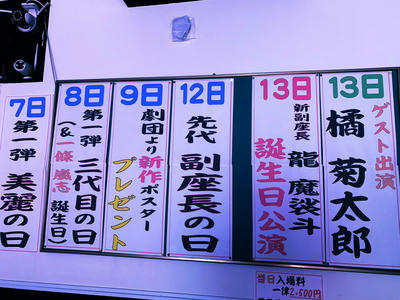 7日
第一弾 美麗の日
8日
第一弾 三代目の日
(&一條風志 誕生日)
9日
劇団より新作ポスター
プレゼント
12日
先代 副座長の日
13日
新副座長 龍魔裟斗
誕生日公演
13日
ゲスト出演
橘 菊太郎
当日入場料
一律2,500円